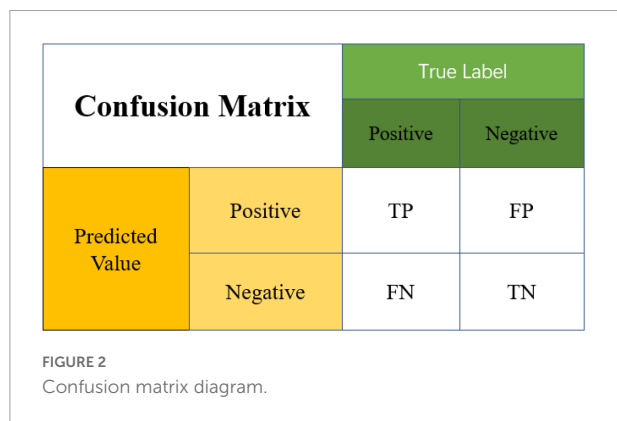 Confusion Matrix
True Label
Positive Negative
Predicted
Value
Positive TP FP
Negative FN TN
FIGURE 2
Confusion matrix diagram.